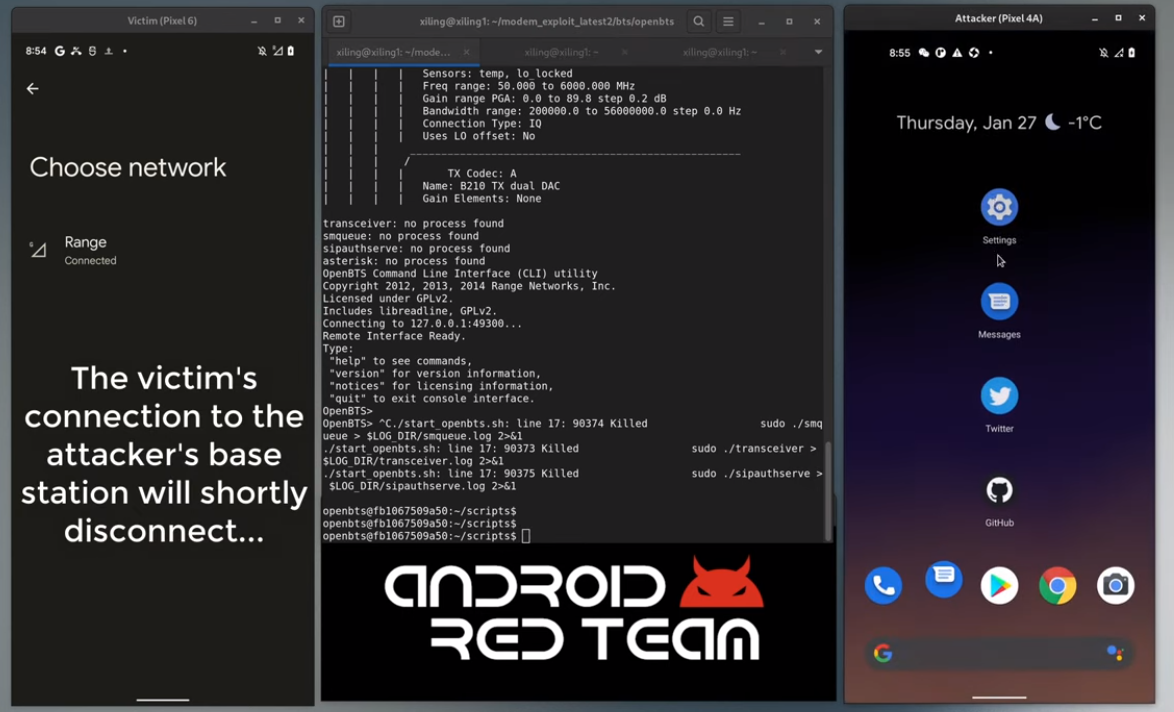 Victim (Pixel 6)
8:54
Choose network
Range
Connected
The victim's
connection to the
attacker's base
station will shortly
disconnect...
xiling@xiling1: ~/modem_exploit_latest2/bts/openbts
xiling@xiling1: ~/mode...
xiling@xiling1: ~
xiling@xiling1: ~
| | | | Sensors: temp, lo_locked
| | | | Freq range: 50.000 to 6000.000 MHz
| | | | Gain range PGA: 0.0 to 89.8 step 0.2 dB
| | | | Bandwidth range: 200000.0 to 56000000.0 step 0.0 Hz
| | | | Connection Type: IQ
| | | | Uses LO offset: No
| | | _____________________________________________________
| | | /
| | | | TX Codec: A
| | | | Name: B210 TX dual DAC
| | | | Gain Elements: None
transceiver: no process found
smqueue: no process found
sipauthserve: no process found
asterisk: no process found
OpenBTS Command Line Interface (CLI) utility
Copyright 2012, 2013, 2014 Range Networks, Inc.
Licensed under GPLv2.
Includes libreadline, GPLv2.
Connecting to 127.0.0.1:49300...
Remote Interface Ready.
Type:
"help" to see commands,
"version" for version information,
"notices" for licensing information,
"quit" to exit console interface.
OpenBTS>
OpenBTS> ^C./start_openbts.sh: line 17: 90374 Killed sudo ./smq
ueue > $LOG_DIR/smqueue.log 2>&1
./start_openbts.sh: line 17: 90373 Killed sudo ./transceiver >
$LOG_DIR/transceiver.log 2>&1
./start_openbts.sh: line 17: 90375 Killed sudo ./sipauthserve >
$LOG_DIR/sipauthserve.log 2>&1
openbts@fb1067509a50:~/scripts$
openbts@fb1067509a50:~/scripts$
openbts@fb1067509a50:~/scripts$
ANDROID
RED TEAM
Attacker (Pixel 4A)
8:55
Thursday, Jan 27 -1°C
Settings
Messages
Twitter
GitHub